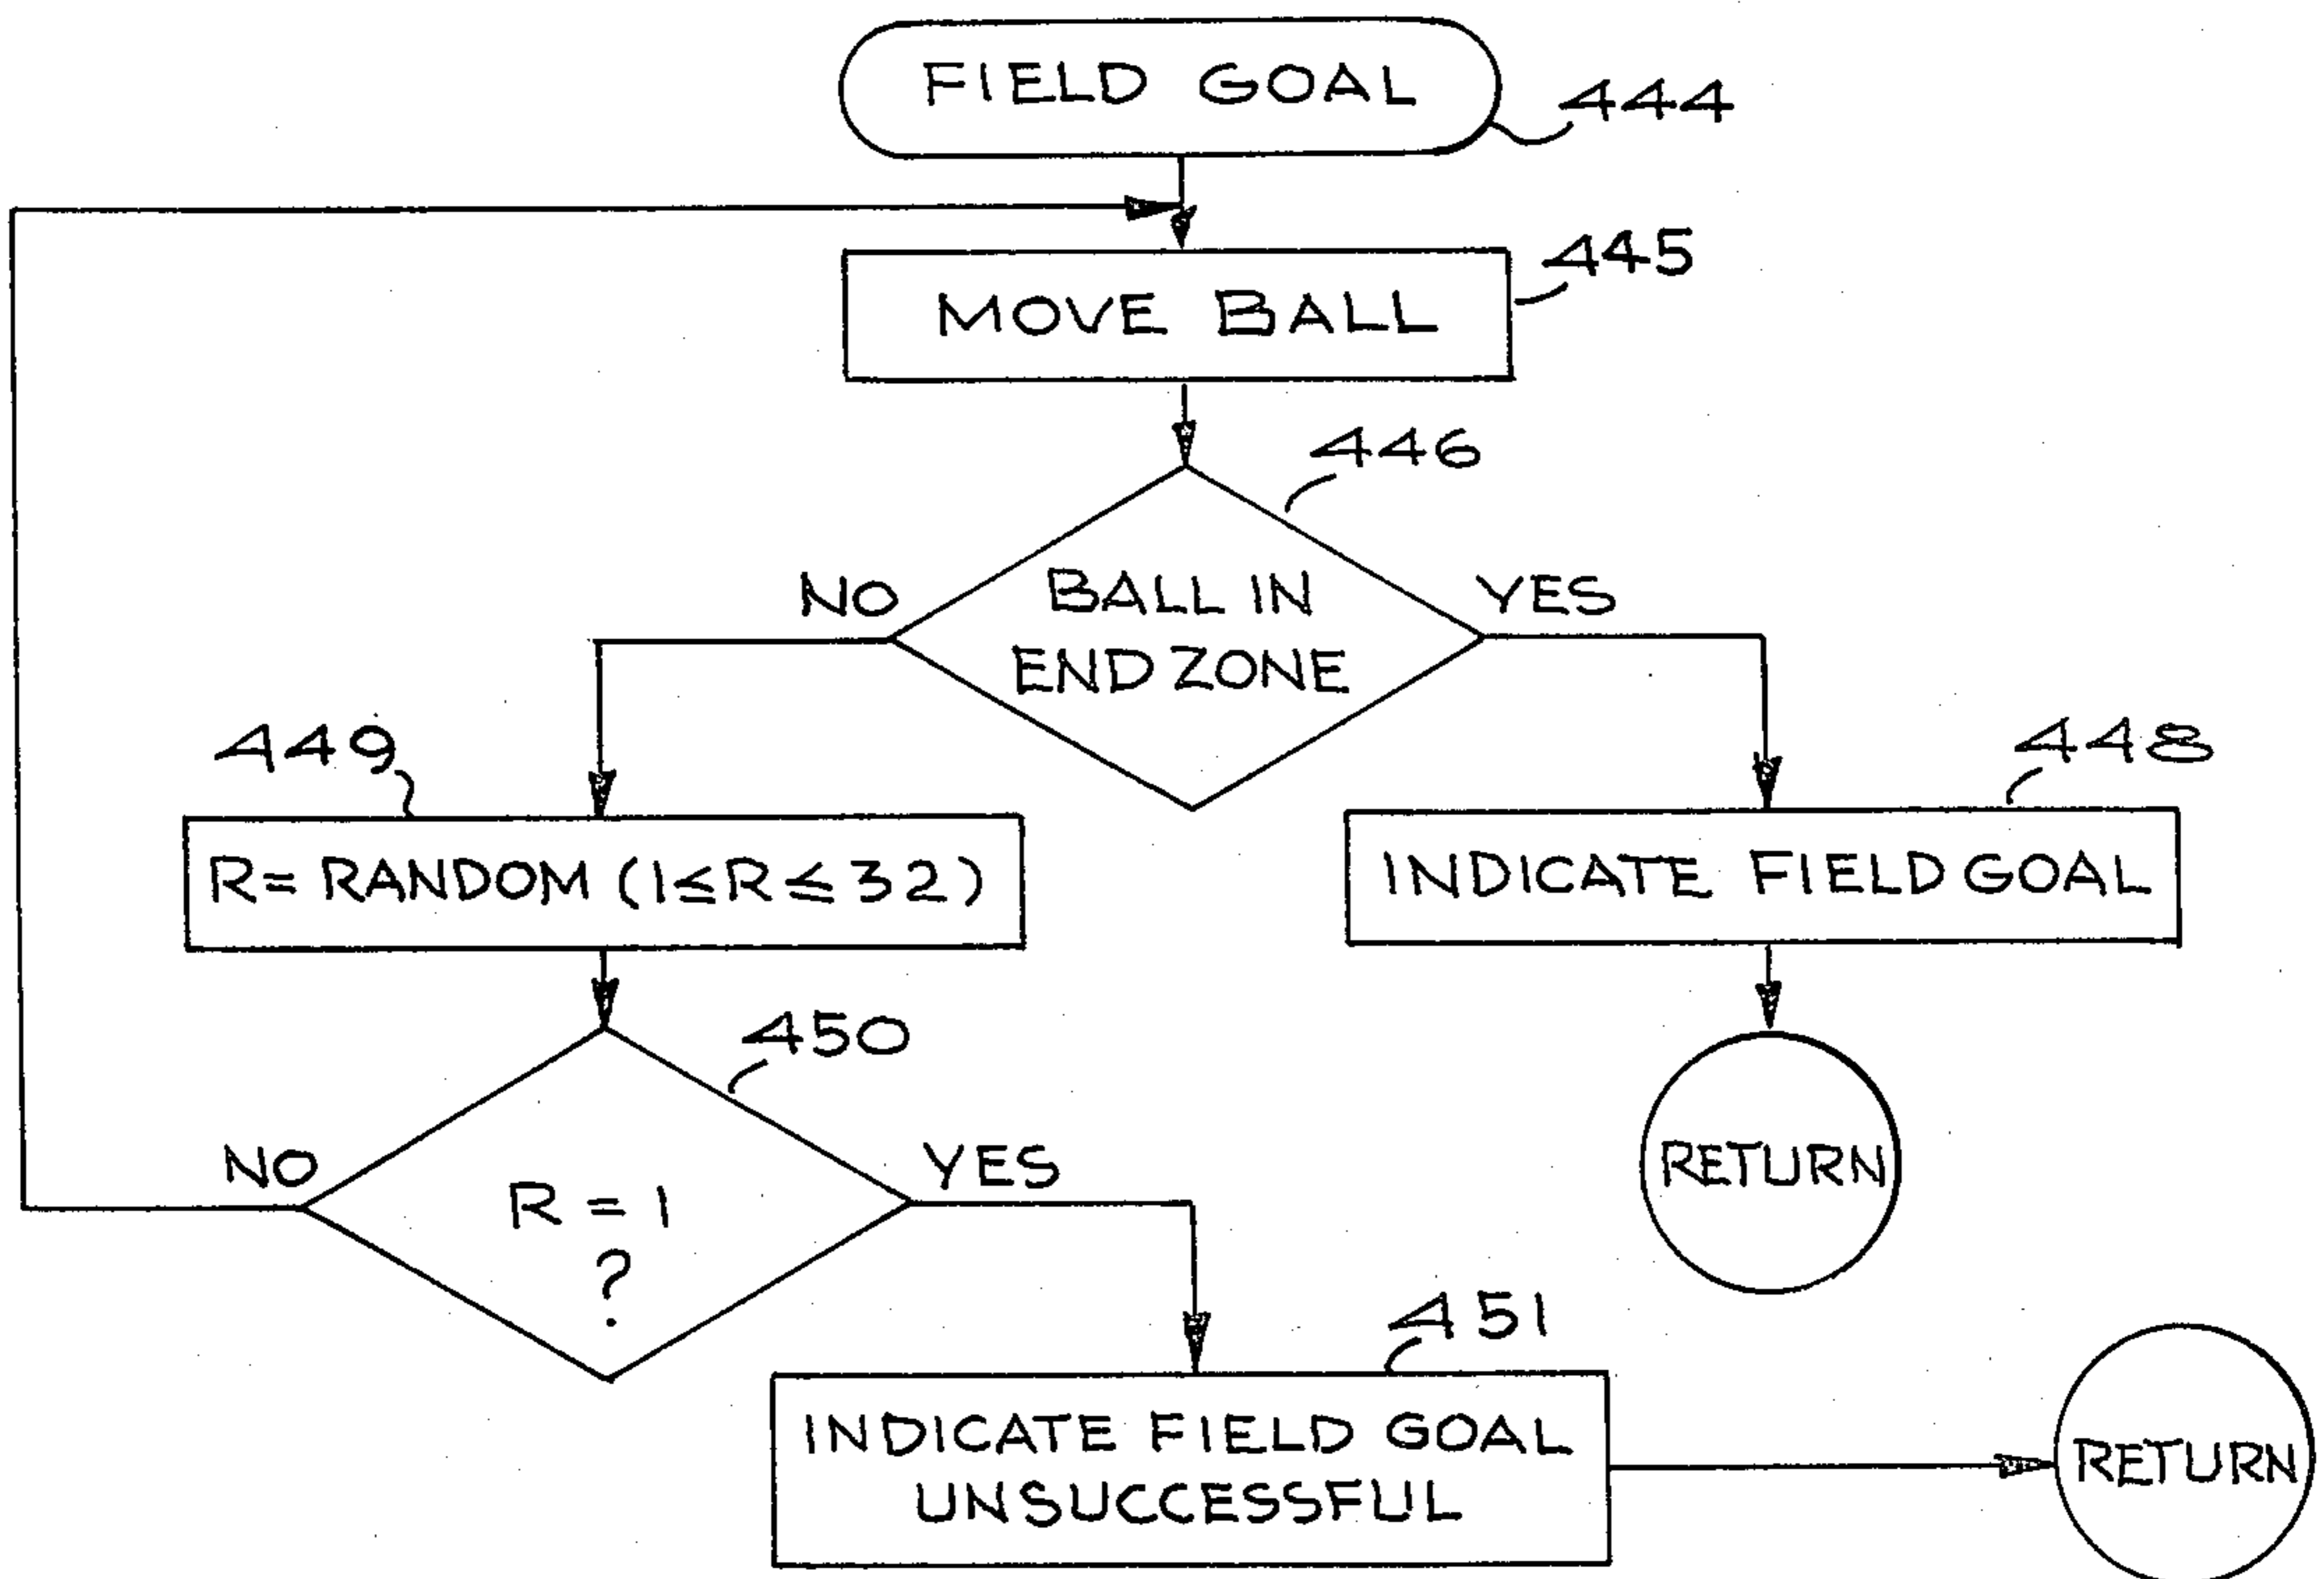 FIELD GOAL
444
MOVE BALL
445
446
NO
BALL IN
END ZONE
YES
449
448
R= RANDOM (1≤R≤32)
INDICATE FIELD GOAL
450
NO
R = 1
?
YES
RETURN
451
INDICATE FIELD GOAL
UNSUCCESSFUL
RETURN